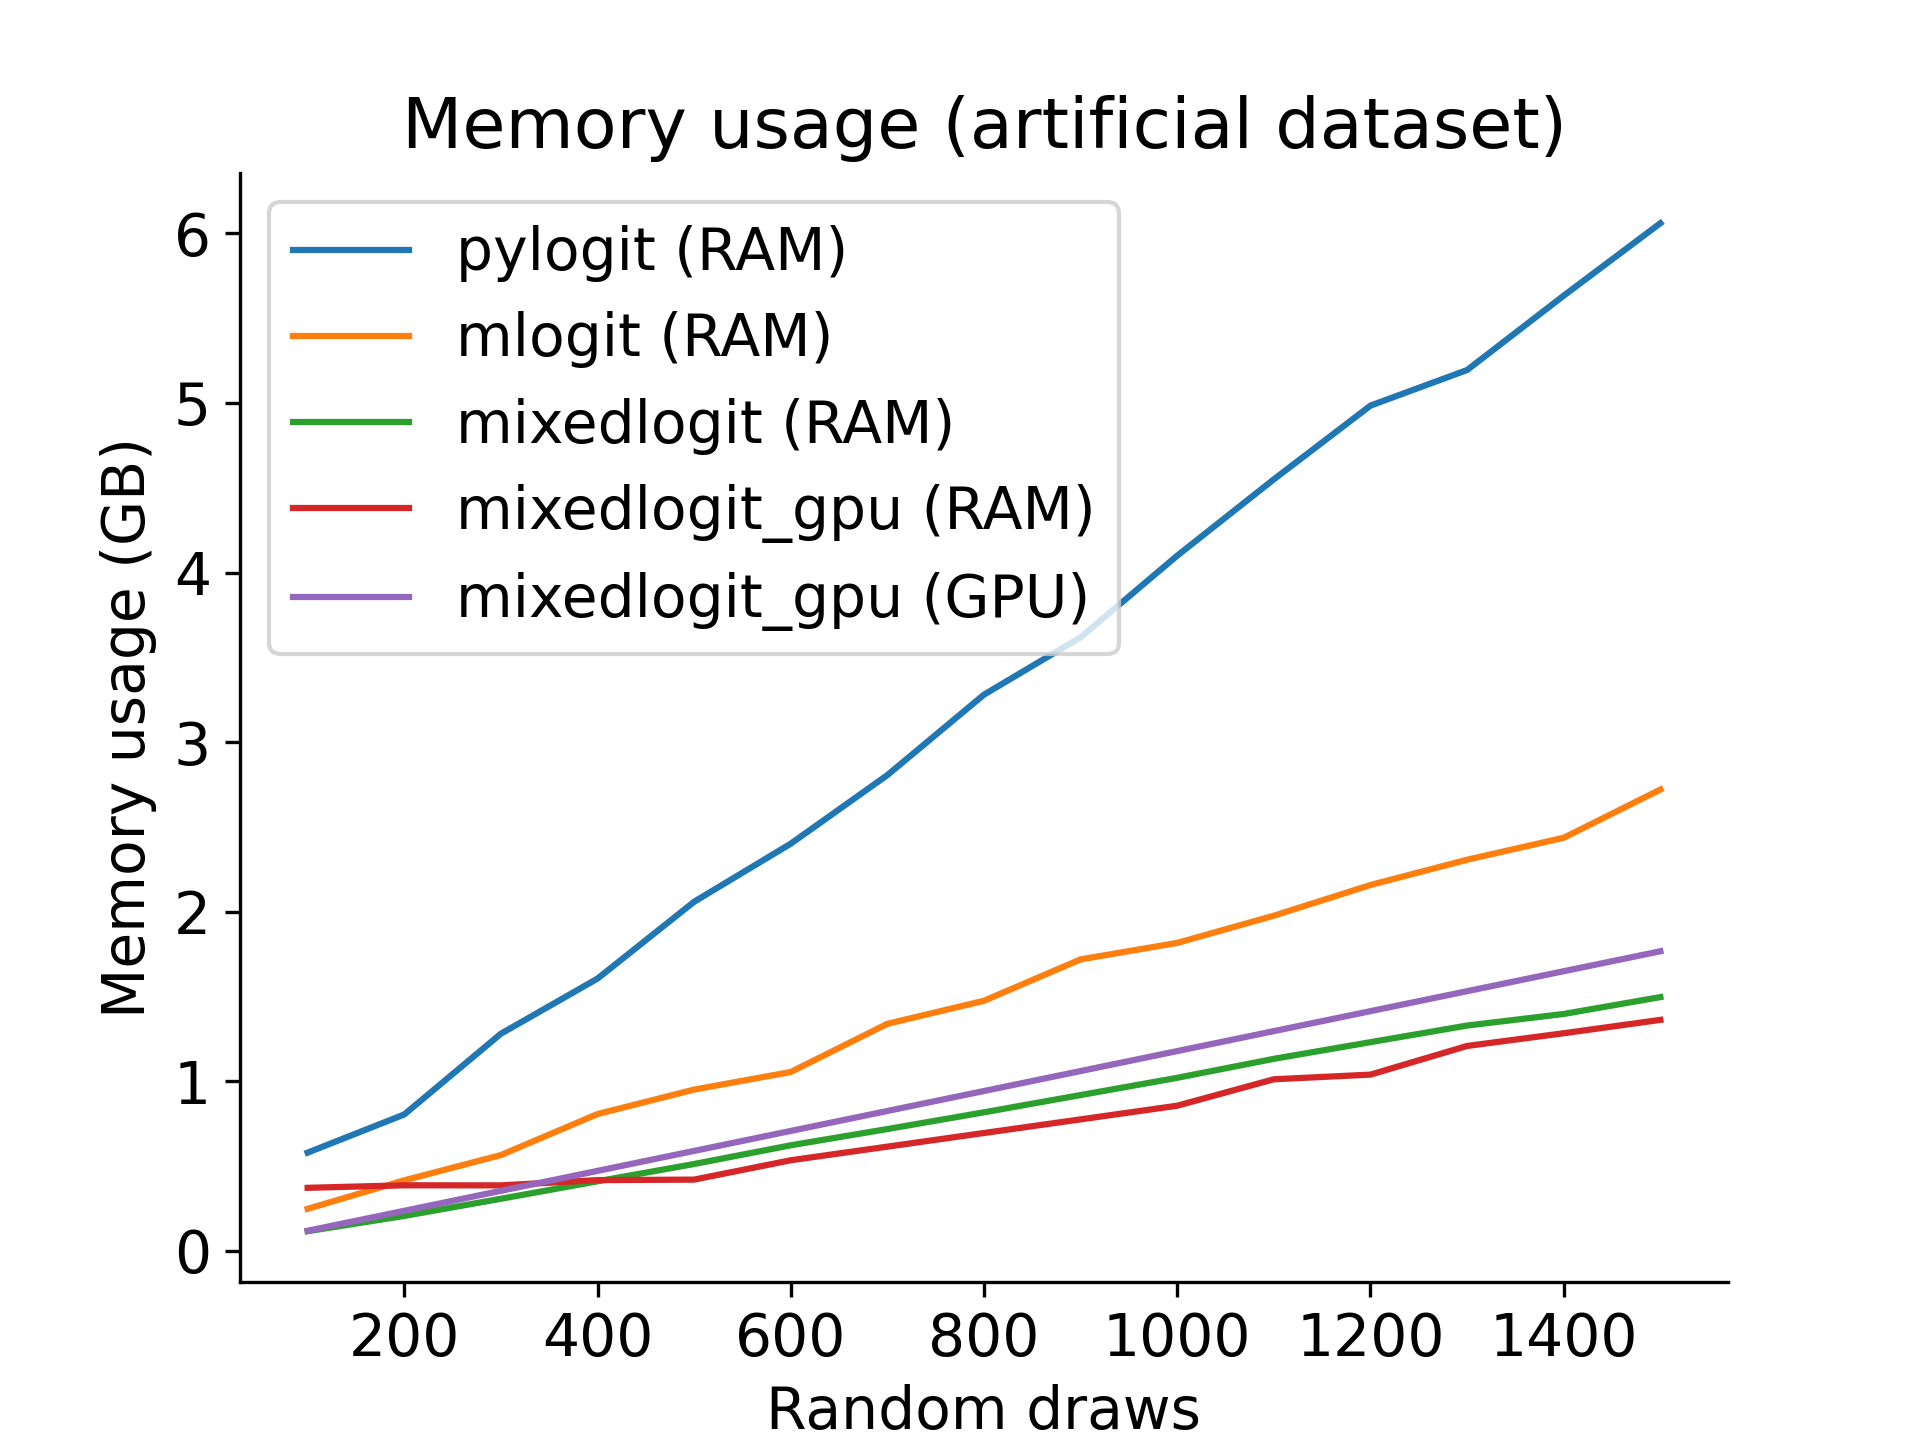 Memory usage (artificial dataset)
pylogit (RAM)
mlogit (RAM)
mixedlogit (RAM)
mixedlogit_gpu (RAM)
mixedlogit_gpu (GPU)
Memory usage (GB)
6
5
4
3
2
1
0
200 400 600 800 1000 1200 1400
Random draws